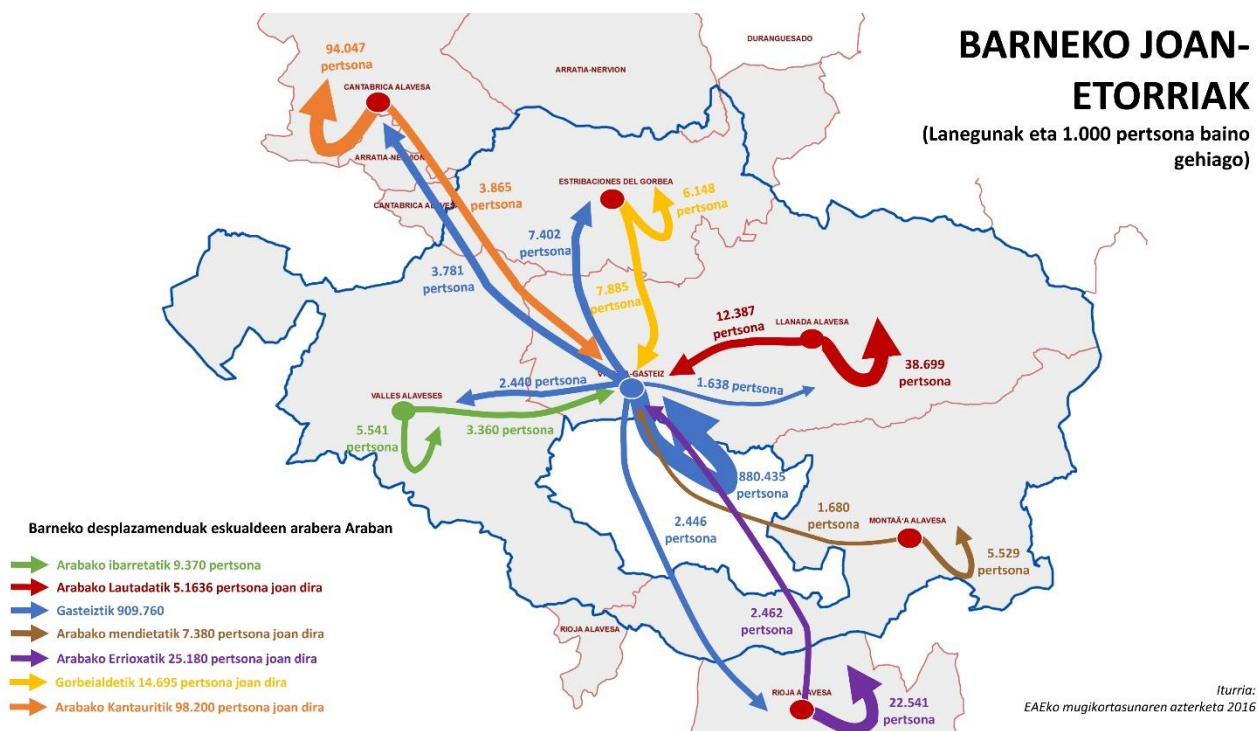 BARNEKO JOAN-
ETORRIAK
(Lanegunak eta 1.000 pertsona baino
gehiago)
94.047
pertsona
CANTABRICA ALAVESA
ARRATIA-NERVION
DURANGUESADO
ARRATIA-NERVION
CANTABRICA ALAVES
3.865
pertsona
3.781
pertsona
ESTRIBACIONES DEL GORBEA
6.148
pertsona
7.402
pertsona
7.885
pertsona
12.387
pertsona
LLANADA ALAVESA
38.699
pertsona
GASTEIZ
2.440 pertsona
1.638 pertsona
VALLES ALAVESES
5.541
pertsona
3.360 pertsona
880.435
pertsona
2.446
pertsona
1.680
pertsona
MONTAÃ'A ALAVESA
5.529
pertsona
2.462
pertsona
RIOJA ALAVESA
RIOJA ALAVESA
22.541
pertsona
Barneko desplazamenduak eskualdeen arabera Araban
Arabako ibarretatik 9.370 pertsona
Arabako Lautadatik 5.1636 pertsona joan dira
Gasteiztik 909.760
Arabako mendietatik 7.380 pertsona joan dira
Arabako Errioxatik 25.180 pertsona joan dira
Gorbeialdetik 14.695 pertsona joan dira
Arabako Kantauritik 98.200 pertsona joan dira
Iturria:
EAEko mugikortasunaren azterketa 2016